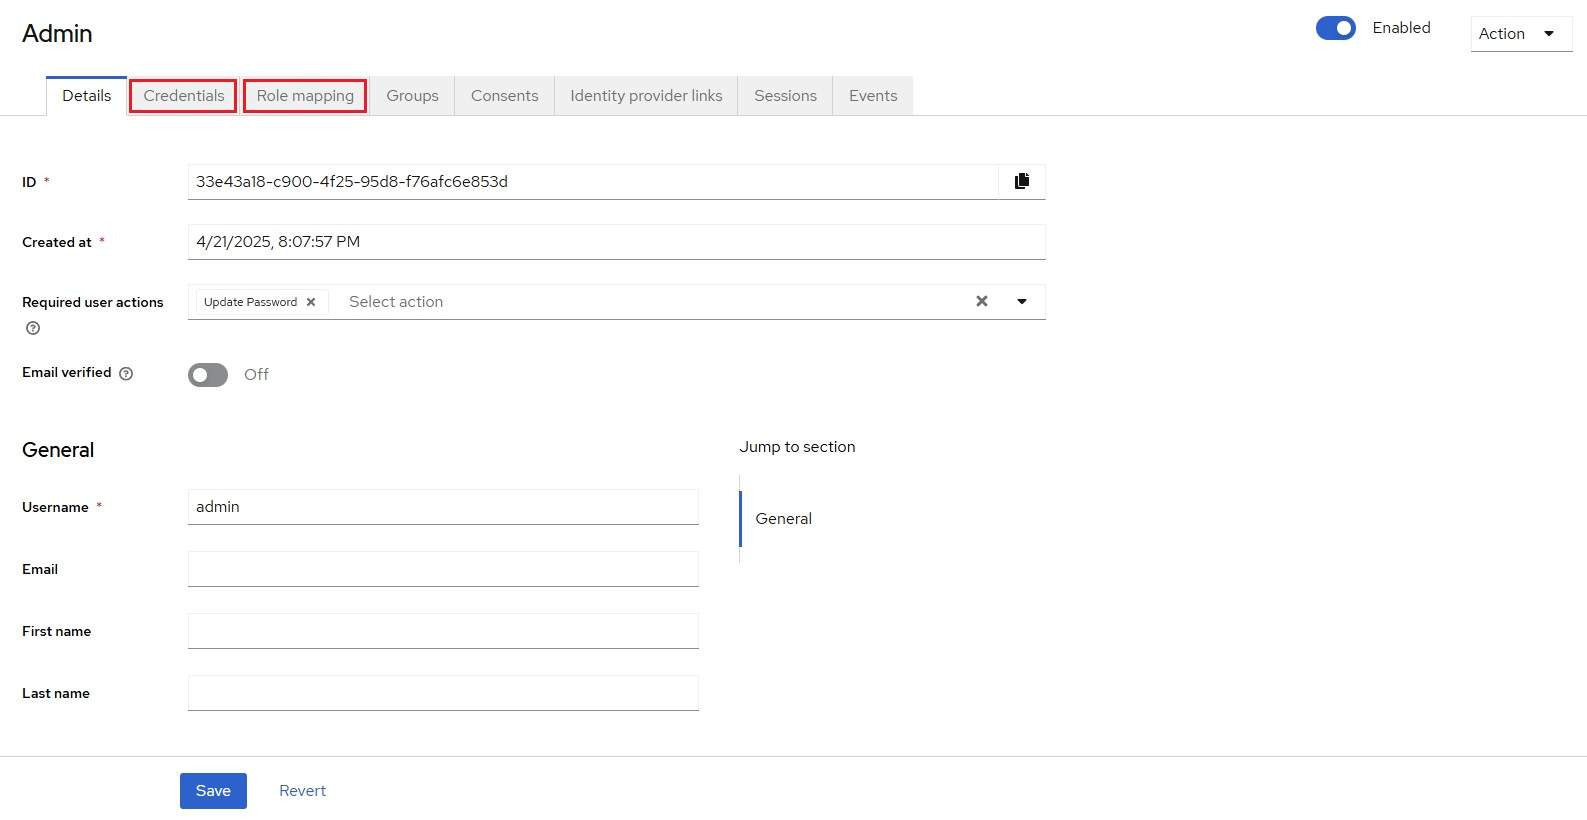 Admin
Enabled
Action
Details Credentials Role mapping Groups Consents Identity provider links Sessions Events
ID * 33e43a18-c900-4f25-95d8-f76afc6e853d
Created at * 4/21/2025, 8:07:57 PM
Required user actions Update Password Select action
Email verified Off
General
Jump to section
Username * admin
General
Email
First name
Last name
Save Revert